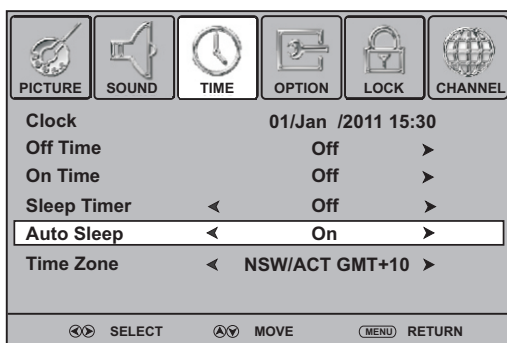 PICTURE SOUND TIME OPTION LOCK CHANNEL
Clock 01/Jan /2011 15:30
Off Time Off
On Time Off
Sleep Timer Off
Auto Sleep On
Time Zone NSW/ACT GMT+10
SELECT MOVE MENU RETURN